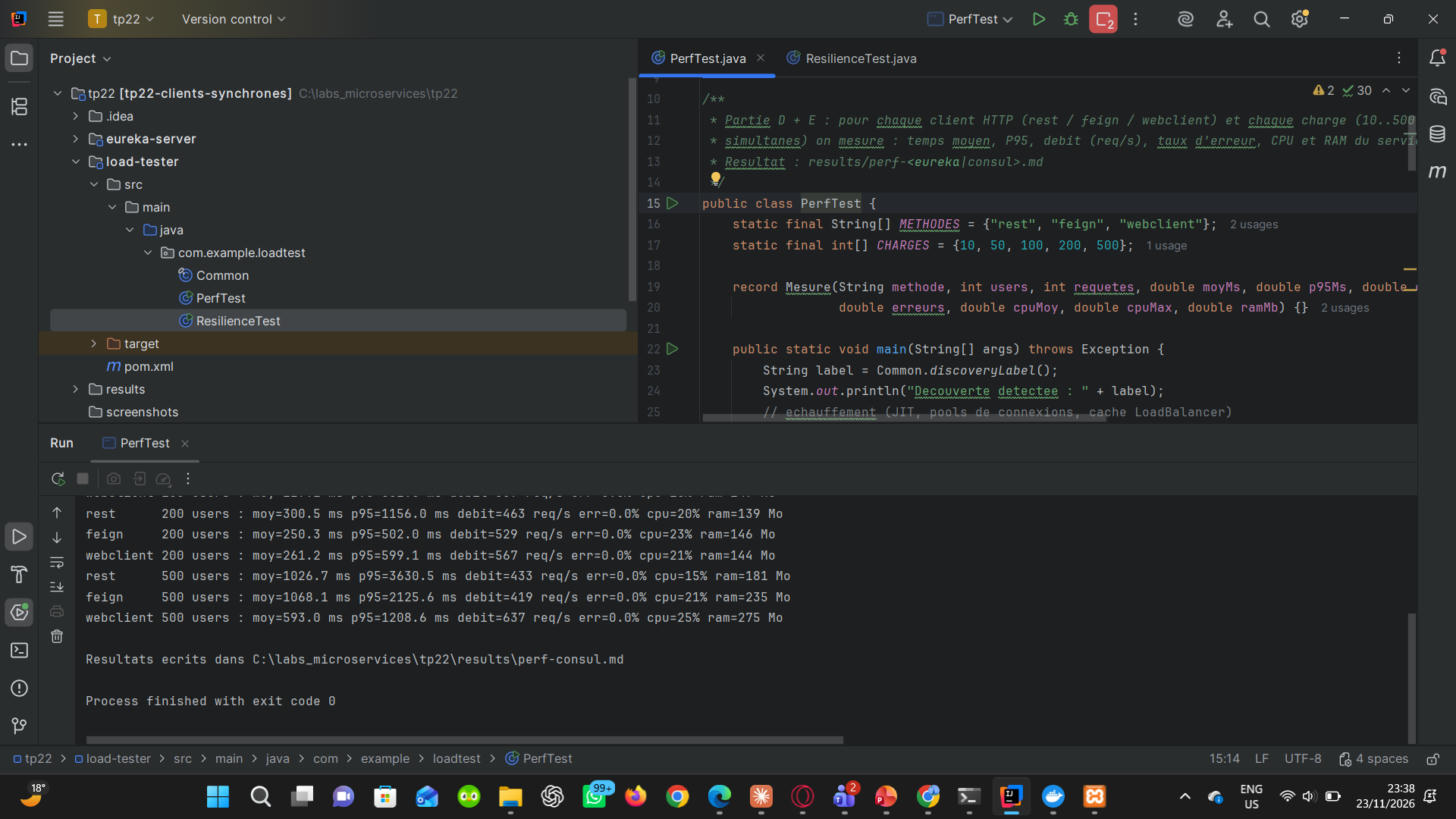 T tp22 Version control PerfTest 2
Project
tp22 [tp22-clients-synchrones] C:\labs_microservices\tp22
.idea
eureka-server
load-tester
src
main
java
com.example.loadtest
Common
PerfTest
ResilienceTest
target
m pom.xml
results
screenshots
PerfTest.java ResilienceTest.java
2 30
10 /**
11 * Partie D + E : pour chaque client HTTP (rest / feign / webclient) et chaque charge (10..500
12 * simultanes) on mesure : temps moyen, P95, debit (req/s), taux d'erreur, CPU et RAM du servi
13 * Resultat : results/perf-<eureka|consul>.md
14 */
15 public class PerfTest {
16 static final String[] METHODES = {"rest", "feign", "webclient"}; 2 usages
17 static final int[] CHARGES = {10, 50, 100, 200, 500}; 1 usage
18
19 record Mesure(String methode, int users, int requetes, double moyMs, double p95Ms, double
20 double erreurs, double cpuMoy, double cpuMax, double ramMb) {} 2 usages
21
22 public static void main(String[] args) throws Exception {
23 String label = Common.discoveryLabel();
24 System.out.println("Decouverte detectee : " + label);
25 // echauffement (JIT, pools de connexions, cache LoadBalancer)
Run PerfTest
rest 200 users : moy=300.5 ms p95=1156.0 ms debit=463 req/s err=0.0% cpu=20% ram=139 Mo
feign 200 users : moy=250.3 ms p95=502.0 ms debit=529 req/s err=0.0% cpu=23% ram=146 Mo
webclient 200 users : moy=261.2 ms p95=599.1 ms debit=567 req/s err=0.0% cpu=21% ram=144 Mo
rest 500 users : moy=1026.7 ms p95=3630.5 ms debit=433 req/s err=0.0% cpu=15% ram=181 Mo
feign 500 users : moy=1068.1 ms p95=2125.6 ms debit=419 req/s err=0.0% cpu=21% ram=235 Mo
webclient 500 users : moy=593.0 ms p95=1208.6 ms debit=637 req/s err=0.0% cpu=25% ram=275 Mo
Resultats ecrits dans C:\labs_microservices\tp22\results\perf-consul.md
Process finished with exit code 0
tp22 > load-tester > src > main > java > com > example > loadtest > PerfTest 15:14 LF UTF-8 4 spaces
18° 99+ 2 ENG 23:38
US 23/11/2026